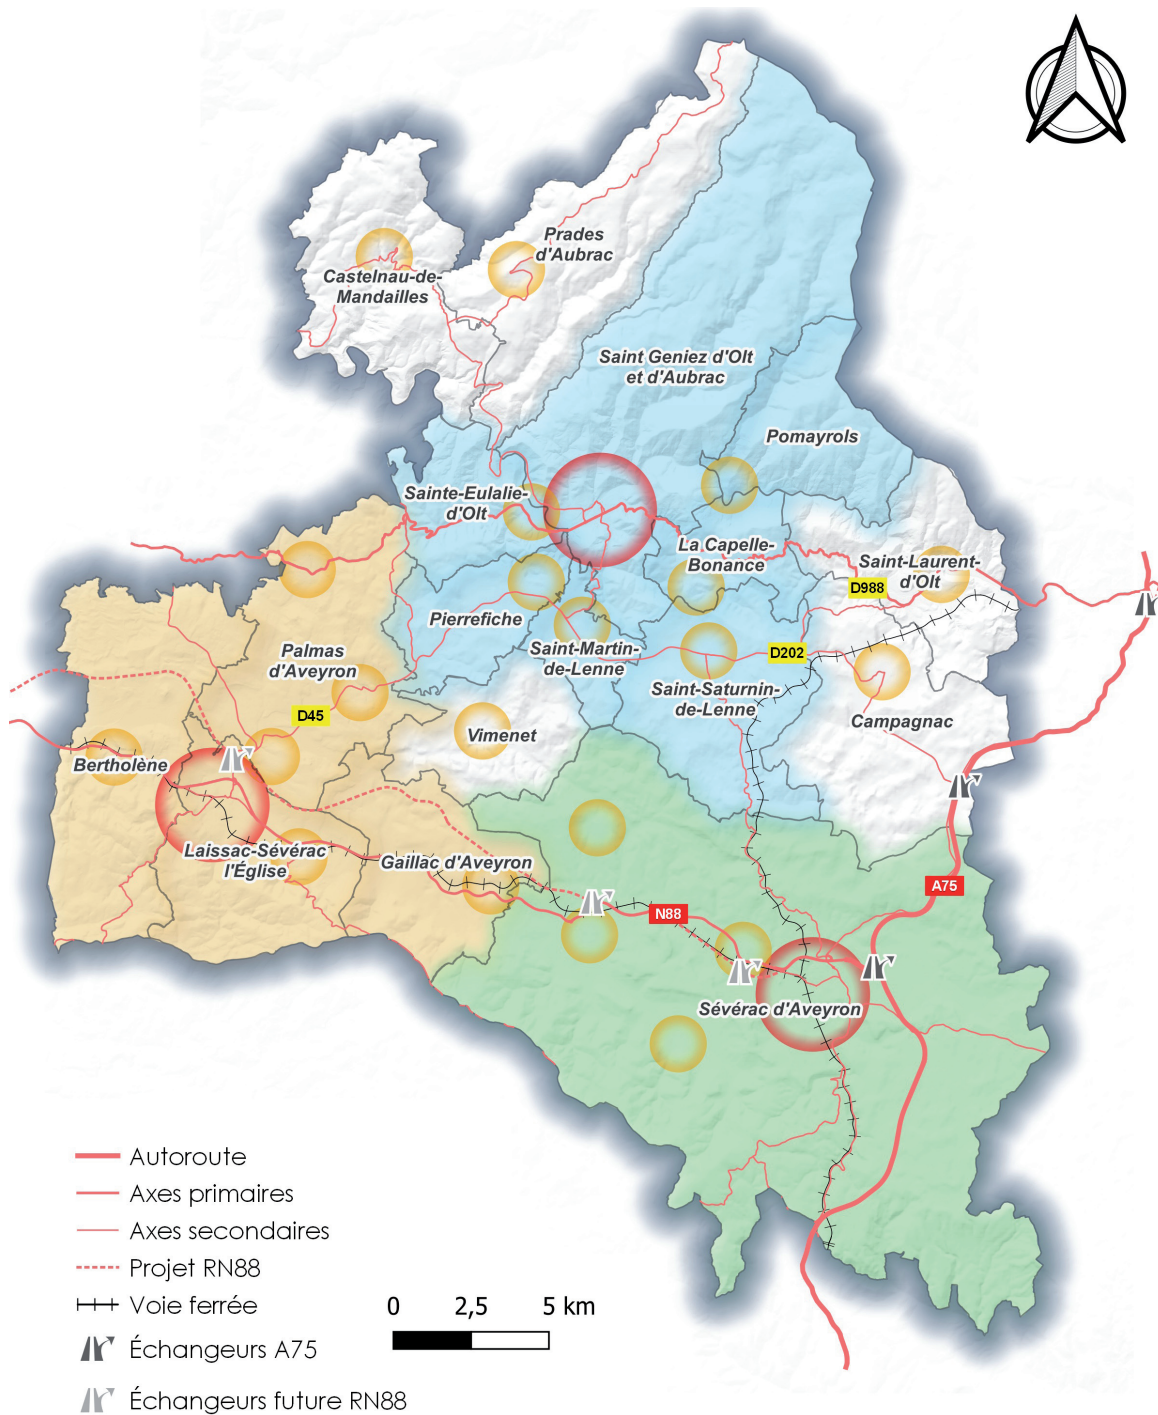 Prades
d'Aubrac
Castelnau-de-
Mandailles
Saint Geniez d'Olt
et d'Aubrac
Pomayrols
Sainte-Eulalie-
d'Olt
La Capelle-
Bonance
Saint-Laurent-
d'Olt
D988
Pierrefiche
Saint-Martin-
de-Lenne
D202
Palmas
d'Aveyron
Saint-Saturnin-
de-Lenne
D45
Campagnac
Vimenet
Bertholène
Laissac-Sévérac
l'Église
Gaillac d'Aveyron
A75
N88
Sévérac d'Aveyron
Autoroute
Axes primaires
Axes secondaires
Projet RN88
Voie ferrée
0 2,5 5 km
Échangeurs A75
Échangeurs future RN88